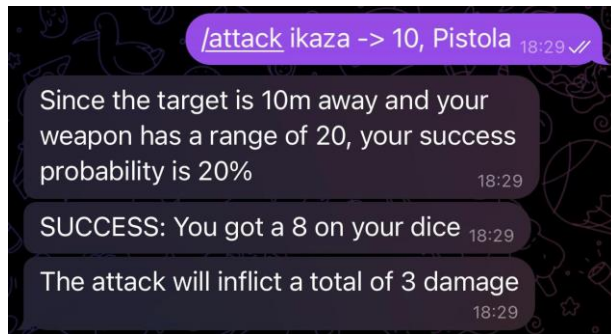 /attack ikaza -> 10, Pistola 18:29
Since the target is 10m away and your
weapon has a range of 20, your success
probability is 20%
18:29
SUCCESS: You got a 8 on your dice 18:29
The attack will inflict a total of 3 damage
18:29